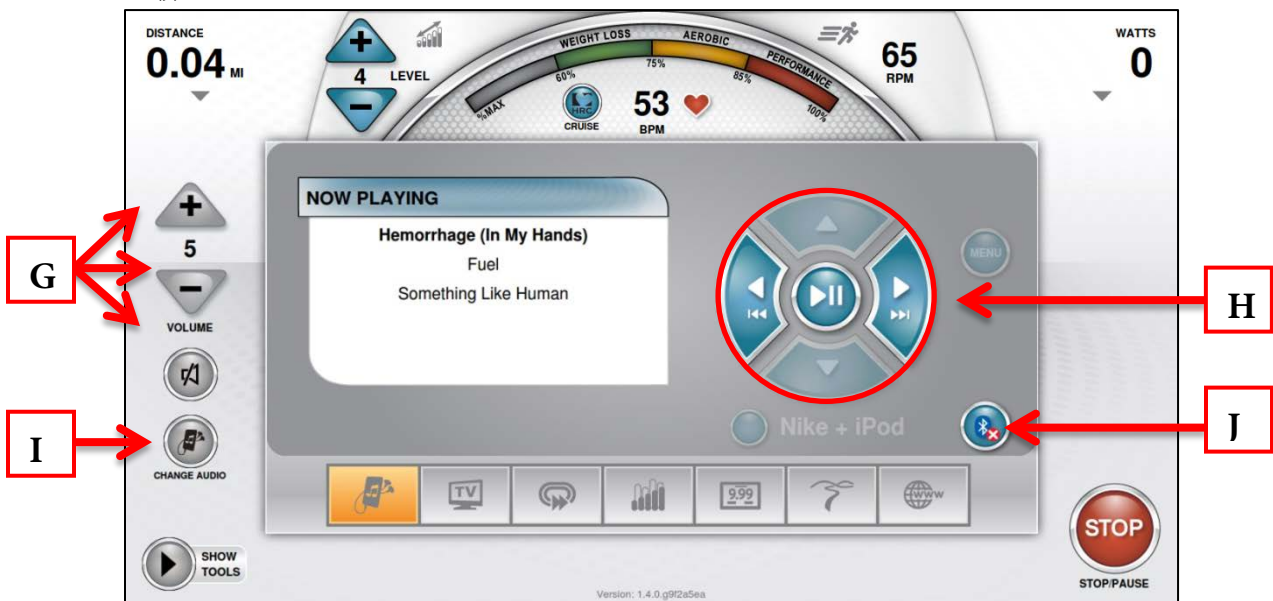 DISTANCE
0.04 MI
4 LEVEL
WEIGHT LOSS
AEROBIC
PERFORMANCE
%MAX
60%
75%
85%
100%
HRC
CRUISE
53
BPM
65
RPM
WATTS
0
G
5
VOLUME
I
CHANGE AUDIO
SHOW
TOOLS
NOW PLAYING
Hemorrhage (In My Hands)
Fuel
Something Like Human
MENU
H
J
Nike + iPod
TV
9.99
WWW
STOP
STOP/PAUSE
Version: 1.4.0.g9f2a5ea